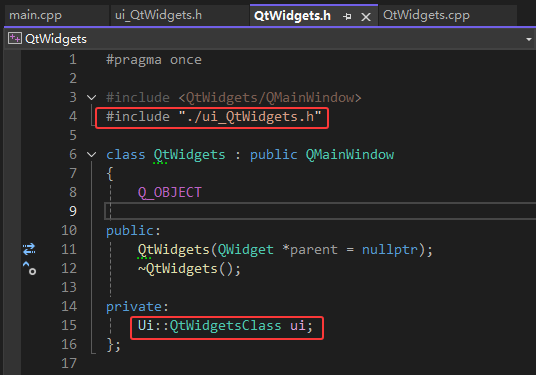 main.cpp ui_QtWidgets.h QtWidgets.h QtWidgets.cpp
QtWidgets
1 #pragma once
2
3 #include <QtWidgets/QMainWindow>
4 #include "./ui_QtWidgets.h"
5
6 class QtWidgets : public QMainWindow
7 {
8 Q_OBJECT
9
10 public:
11 QtWidgets(QWidget *parent = nullptr);
12 ~QtWidgets();
13
14 private:
15 Ui::QtWidgetsClass ui;
16 };
17